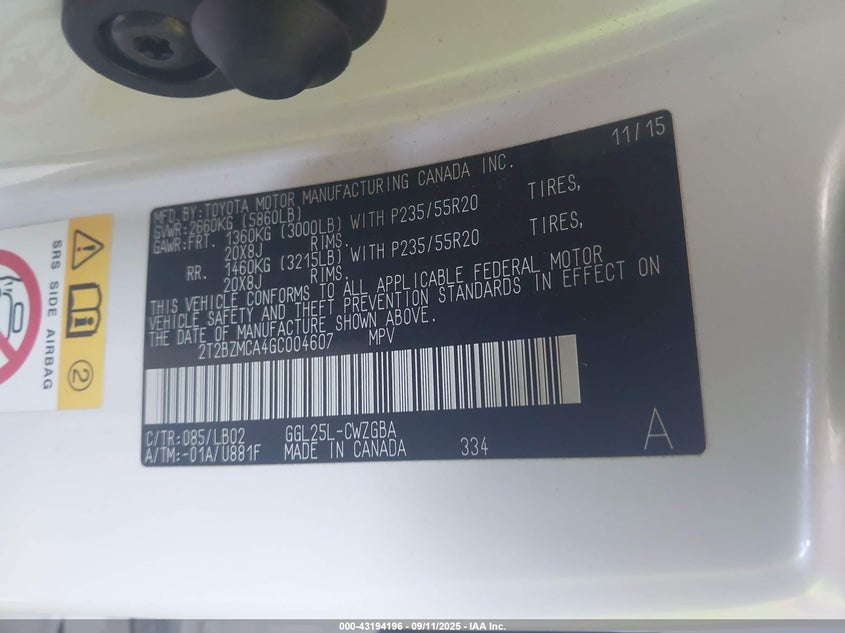 11/15
MFD.BY:TOYOTA MOTOR MANUFACTURING CANADA INC.
GVWR:2660KG (5860LB)
GAWR:FRT. 1360KG (3000LB) WITH P235/55R20 TIRES,
20X8J RIMS.
RR. 1460KG (3215LB) WITH P235/55R20 TIRES,
20X8J RIMS.
THIS VEHICLE CONFORMS TO ALL APPLICABLE FEDERAL MOTOR
VEHICLE SAFETY AND THEFT PREVENTION STANDARDS IN EFFECT ON
THE DATE OF MANUFACTURE SHOWN ABOVE.
2T2BZMCA4GC004607 MPV
C/TR:085/LB02 GGL25L-CWZGBA
A/TM:-01A/U881F MADE IN CANADA 334
A
SRS SIDE AIRBAG
2
000-43194196 - 09/11/2025 - IAA Inc.